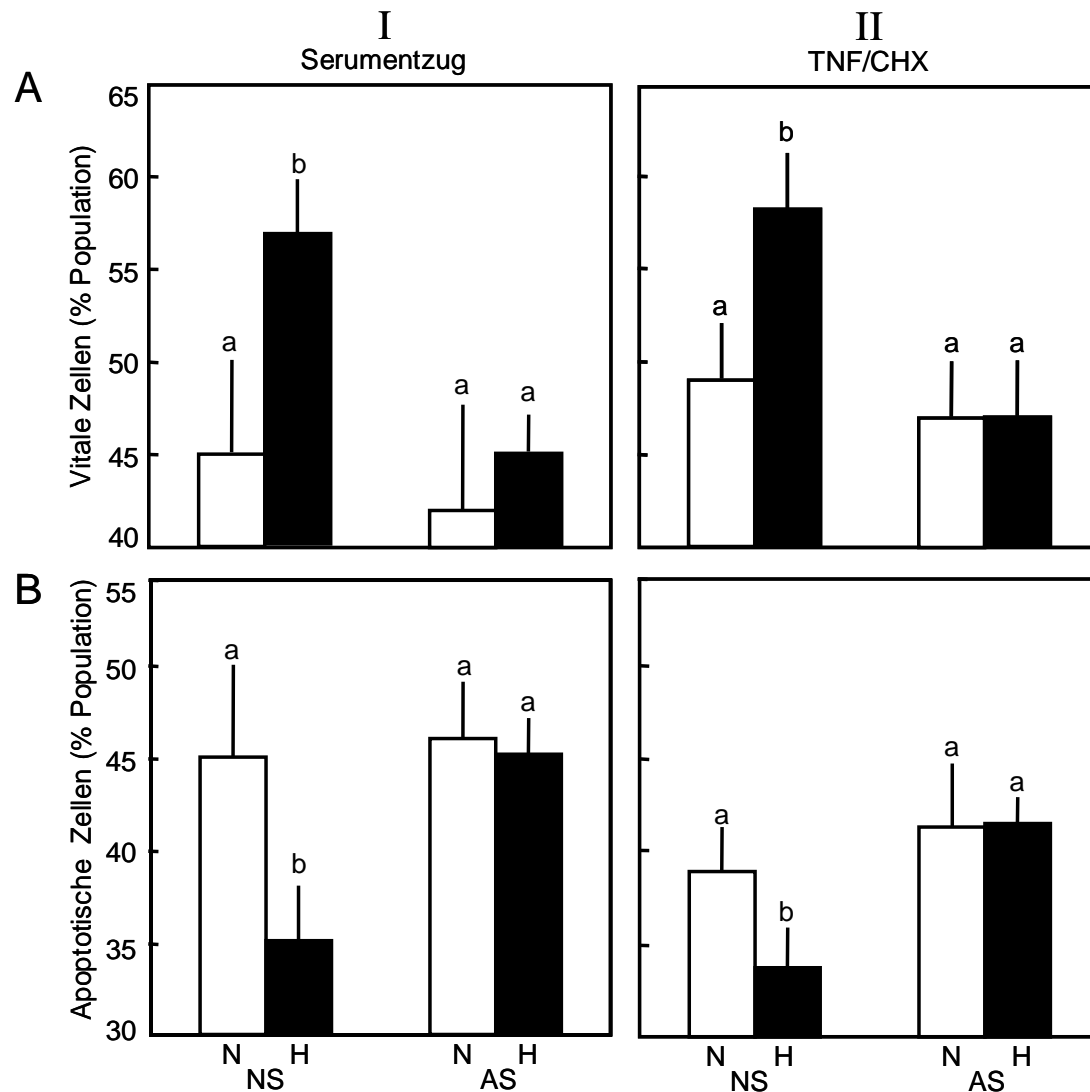 I II
Serumentzug TNF/CHX
A
Vitale Zellen (% Population)
65
60
55
50
45
40
a b a a
a b a a
B
Apoptotische Zellen (% Population)
55
50
45
40
35
30
a b a a
a b a a
N H N H N H N H
NS AS NS AS